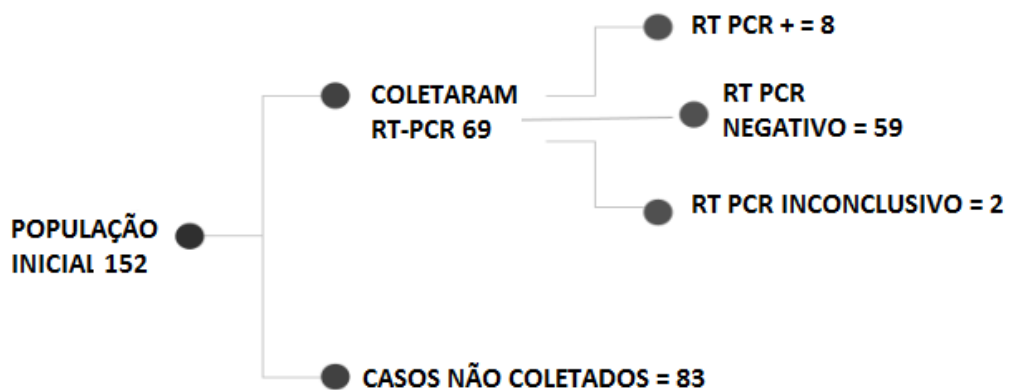 RT PCR + = 8
COLETARAM
RT-PCR 69
RT PCR
NEGATIVO = 59
RT PCR INCONCLUSIVO = 2
POPULAÇÃO
INICIAL 152
CASOS NÃO COLETADOS = 83